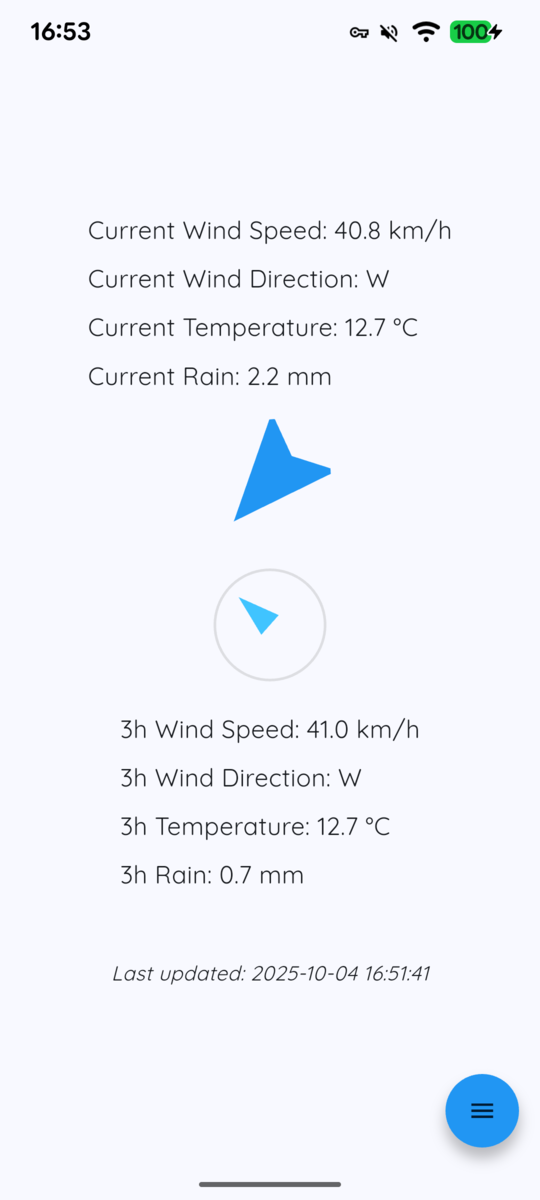 16:53
100
Current Wind Speed: 40.8 km/h
Current Wind Direction: W
Current Temperature: 12.7 °C
Current Rain: 2.2 mm
3h Wind Speed: 41.0 km/h
3h Wind Direction: W
3h Temperature: 12.7 °C
3h Rain: 0.7 mm
Last updated: 2025-10-04 16:51:41